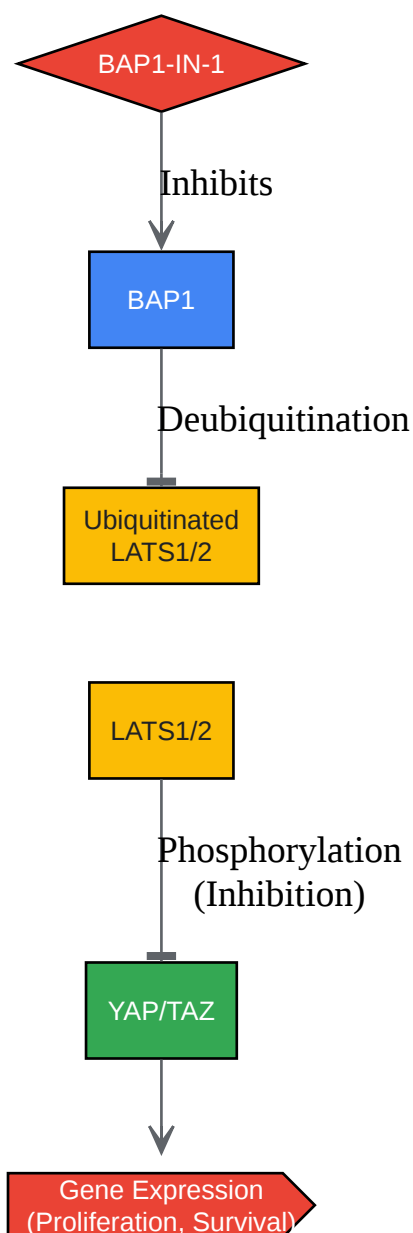 BAP1-IN-1
Inhibits
BAP1
Deubiquitination
Ubiquitinated
LATS1/2
LATS1/2
Phosphorylation
(Inhibition)
YAP/TAZ
Gene Expression
(Proliferation, Survival)